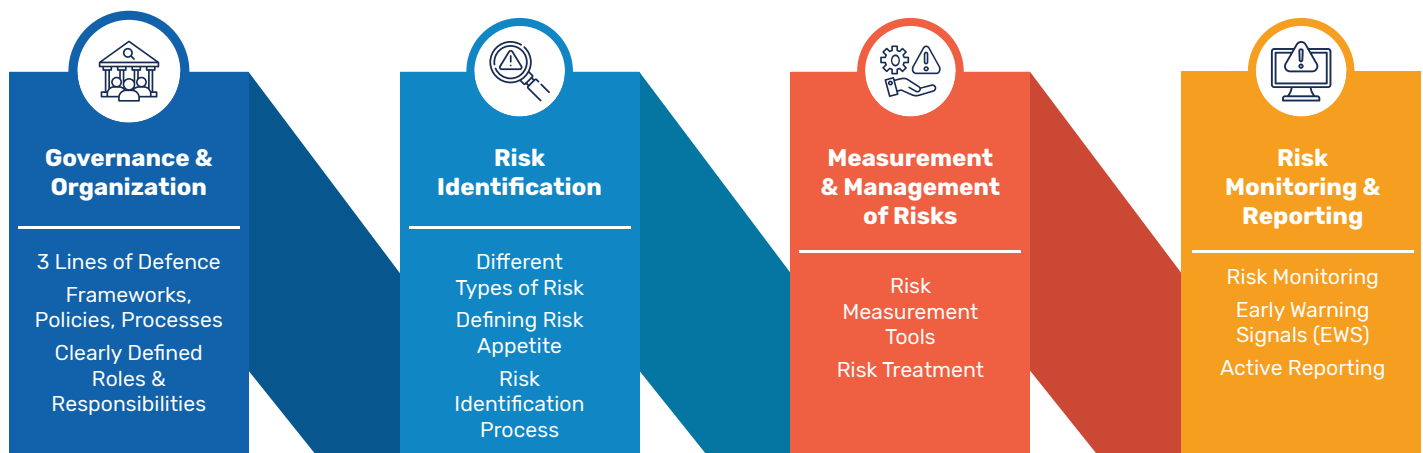 Governance &
Organization
3 Lines of Defence
Frameworks,
Policies, Processes
Clearly Defined
Roles &
Responsibilities
Risk
Identification
Different
Types of Risk
Defining Risk
Appetite
Risk
Identification
Process
Measurement
& Management
of Risks
Risk
Measurement
Tools
Risk Treatment
Risk
Monitoring &
Reporting
Risk Monitoring
Early Warning
Signals (EWS)
Active Reporting